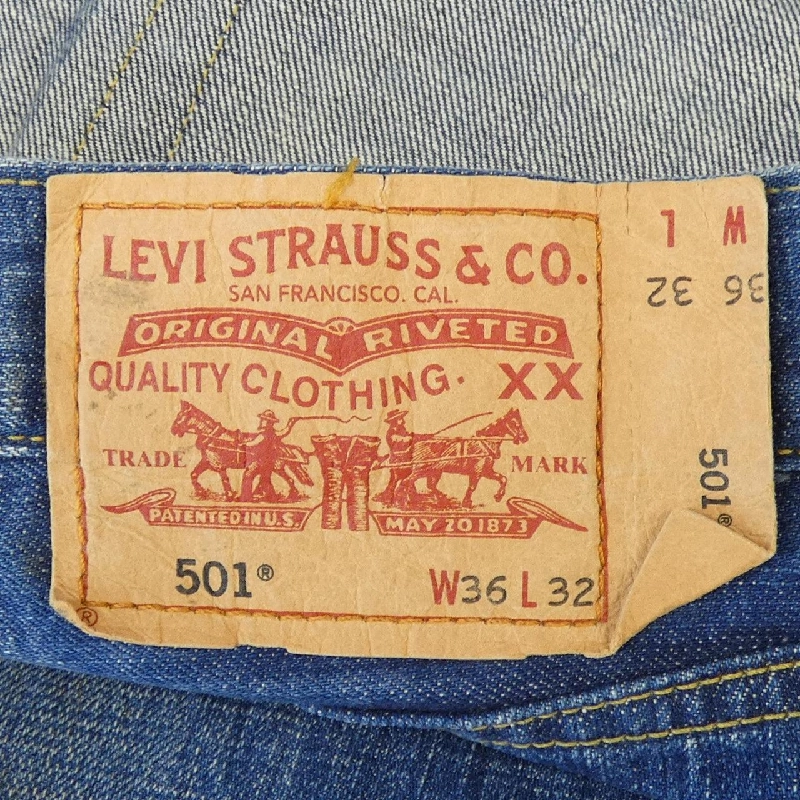 LEVI STRAUSS & CO.
SAN FRANCISCO. CAL.
ORIGINAL RIVETED
QUALITY CLOTHING. XX
TRADE MARK
PATENTED IN U.S. MAY 20 1873
501® W36 L32
®
W L
36 32
501®